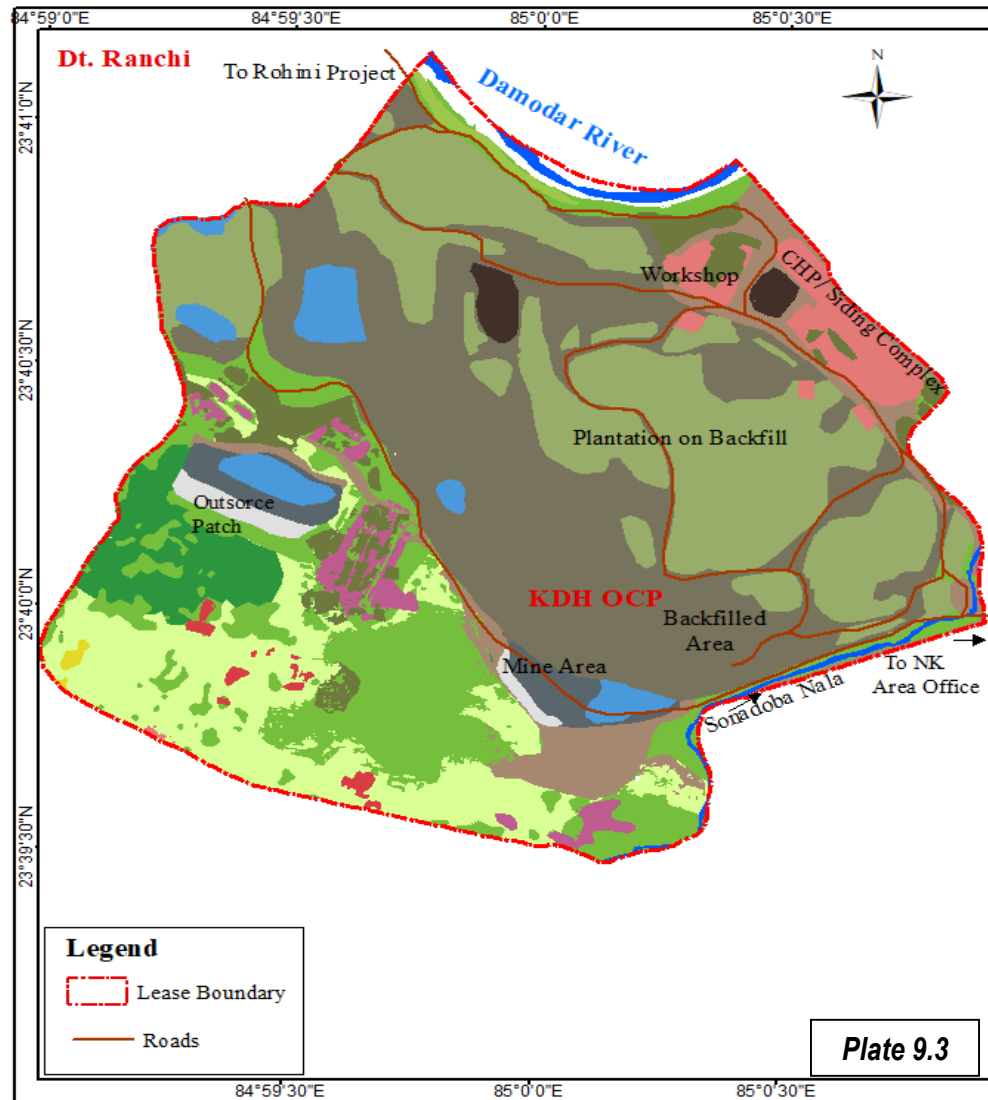 84°59'0"E 84°59'30"E 85°0'0"E 85°0'30"E
Dt. Ranchi
To Rohini Project
N
Damodar River
23°41'0"N
Workshop
CHP/ Siding Complex
23°40'30"N
Plantation on Backfill
Outsorce
Patch
23°40'0"N
KDH OCP
Backfilled
Area
Mine Area
To NK
Area Office
Sonadoba Nala
23°39'30"N
Legend
Lease Boundary
Roads
Plate 9.3
84°59'30"E 85°0'0"E 85°0'30"E